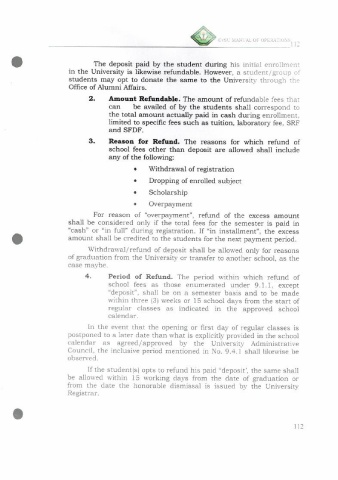 MANUAL OF OPERATIONS 112
The deposit paid by the student during his initial enrollment
in the University is likewise refundable. However, a student/group of
students may opt to donate the same to the University through the
Office of Alumni Affairs.
2. Amount Refundable. The amount of refundable fees that
can be availed of by the students shall correspond to
the total amount actually paid in cash during enrollment,
limited to specific fees such as tuition, laboratory fee, SRF
and SFDF.
3. Reason for Refund. The reasons for which refund of
school fees other than deposit are allowed shall include
any of the following:
• Withdrawal of registration
• Dropping of enrolled subject
• Scholarship
• Overpayment
For reason of "overpayment", refund of the excess amount
shall be considered only if the total fees for the semester is paid in
"cash" or "in full" during registration. If "in installment", the excess
amount shall be credited to the students for the next payment period.
Withdrawal/refund of deposit shall be allowed only for reasons
of graduation from the University or transfer to another school, as the
case maybe.
4. Period of Refund. The period within which refund of
school fees as those enumerated under 9.1.1, except
"deposit", shall be on a semester basis and to be made
within three (3) weeks or 15 school days from the start of
regular classes as indicated in the approved school
calendar.
In the event that the opening or first day of regular classes is
postponed to a later date than what is explicitly provided in the school
calendar as agreed/approved by the University Administrative
Council, the inclusive period mentioned in No. 9.4.1 shall likewise be
observed.
If the student(s) opts to refund his paid "deposit', the same shall
be allowed within 15 working days from the date of graduation or
from the date the honorable dismissal is issued by the University
Registrar.
112